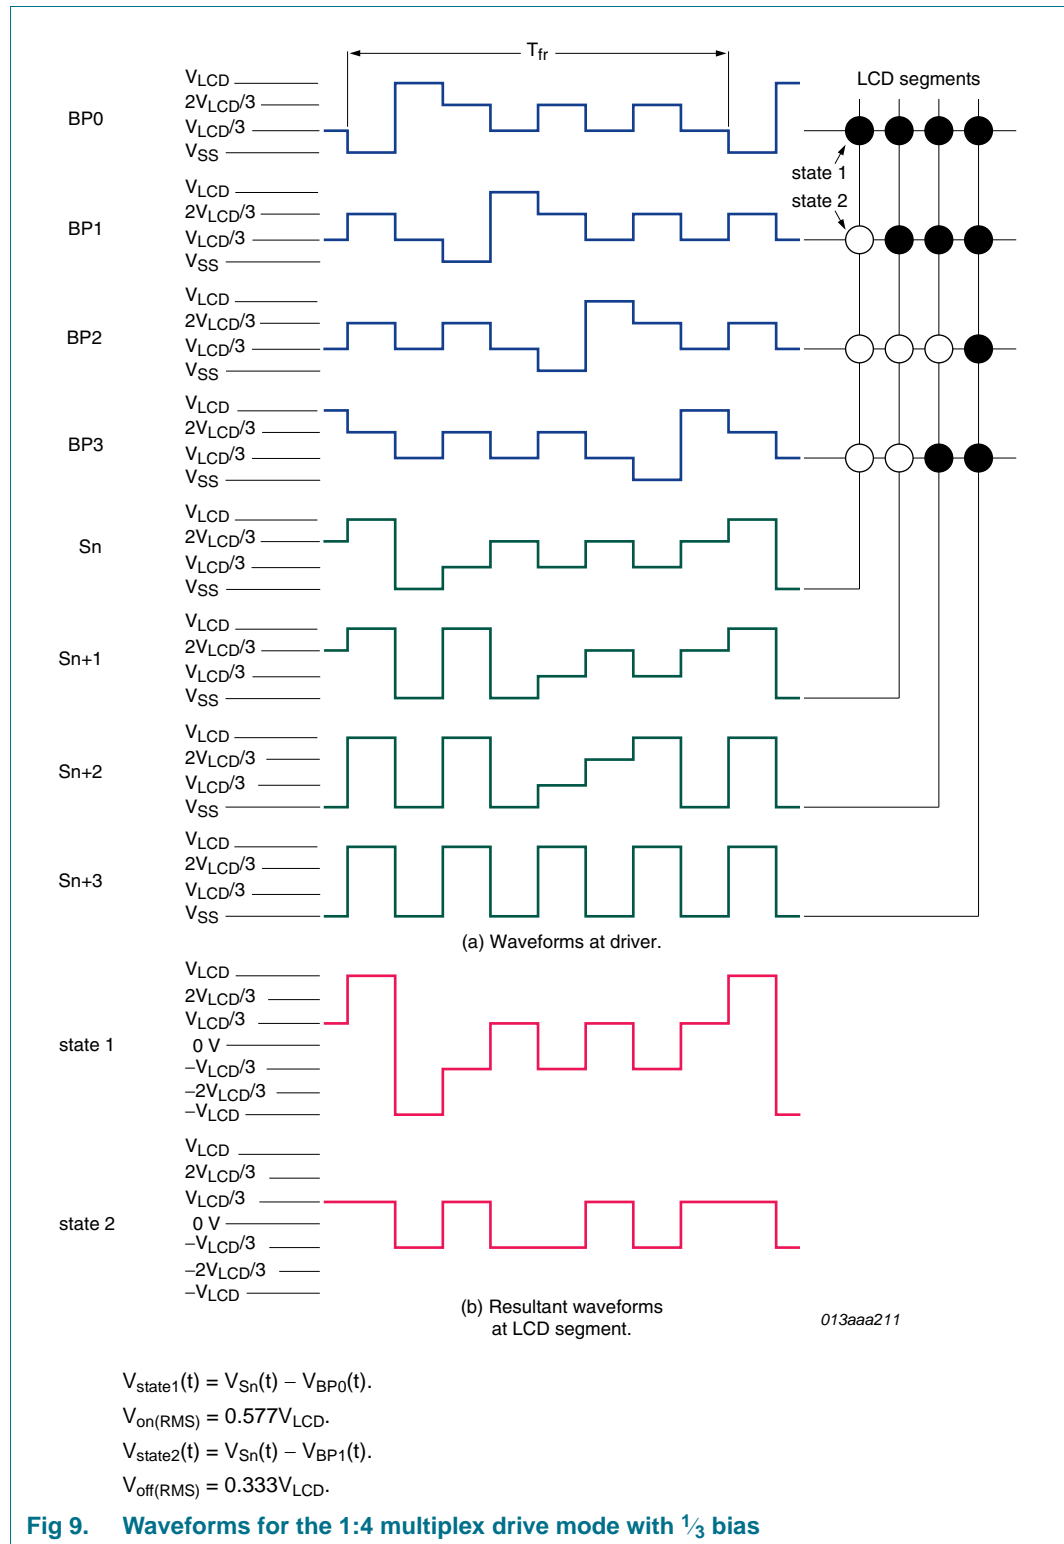 Tfr
LCD segments
BP0
VLCD
2VLCD/3
VLCD/3
VSS
state 1
state 2
BP1
VLCD
2VLCD/3
VLCD/3
VSS
BP2
VLCD
2VLCD/3
VLCD/3
VSS
BP3
VLCD
2VLCD/3
VLCD/3
VSS
Sn
VLCD
2VLCD/3
VLCD/3
VSS
Sn+1
VLCD
2VLCD/3
VLCD/3
VSS
Sn+2
VLCD
2VLCD/3
VLCD/3
VSS
Sn+3
VLCD
2VLCD/3
VLCD/3
VSS
(a) Waveforms at driver.
state 1
VLCD
2VLCD/3
VLCD/3
0 V
−VLCD/3
−2VLCD/3
−VLCD
state 2
VLCD
2VLCD/3
VLCD/3
0 V
−VLCD/3
−2VLCD/3
−VLCD
(b) Resultant waveforms
at LCD segment.
013aaa211
Vstate1(t) = VSn(t) − VBP0(t).
Von(RMS) = 0.577VLCD.
Vstate2(t) = VSn(t) − VBP1(t).
Voff(RMS) = 0.333VLCD.
Fig 9. Waveforms for the 1:4 multiplex drive mode with 1⁄3 bias